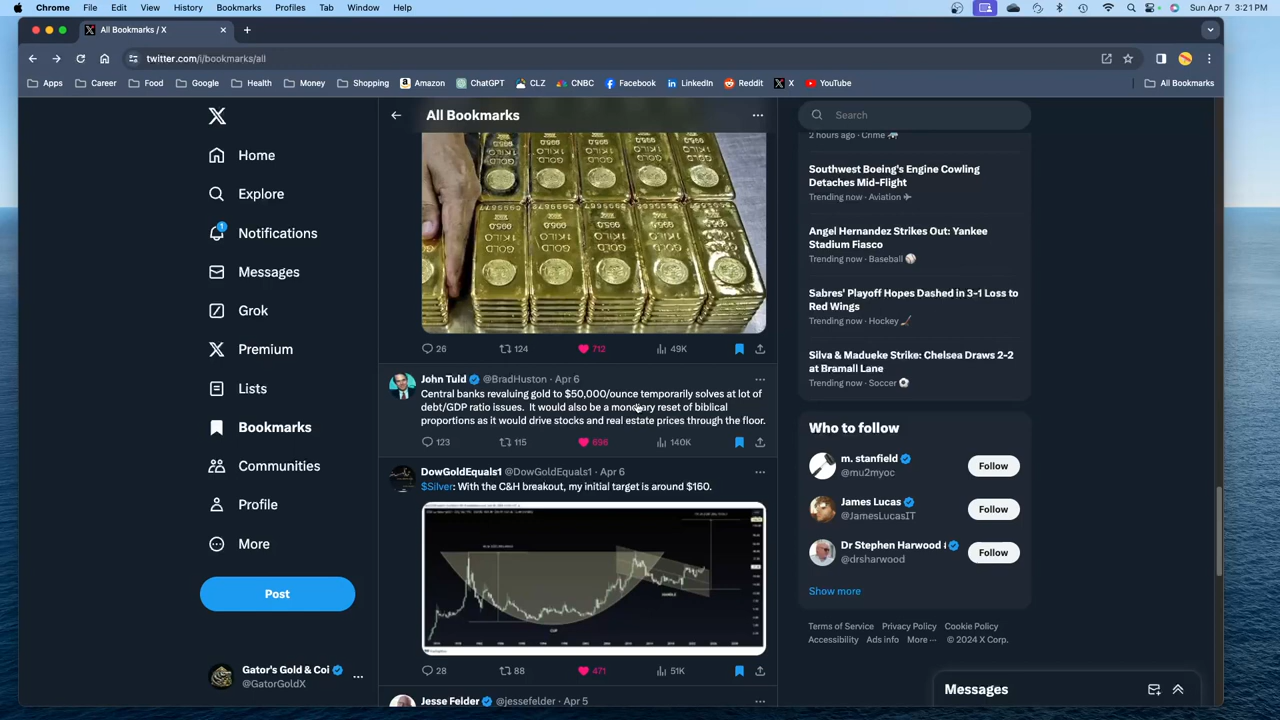 Chrome File Edit View History Bookmarks Profiles Tab Window Help Sun Apr 7 3:21 PM
All Bookmarks / X
twitter.com/i/bookmarks/all
Apps Career Food Google Health Money Shopping Amazon ChatGPT CLZ CNBC Facebook LinkedIn Reddit X YouTube All Bookmarks
Home
Explore
1
Notifications
Messages
Grok
Premium
Lists
Bookmarks
Communities
Profile
More
Post
Gator's Gold & Coi
@GatorGoldX
All Bookmarks
GOLD
1 KILO
26 124 712 49K
John Tuld @BradHuston · Apr 6
Central banks revaluing gold to $50,000/ounce temporarily solves at lot of
debt/GDP ratio issues. It would also be a monetary reset of biblical
proportions as it would drive stocks and real estate prices through the floor.
123 115 696 140K
DowGoldEquals1 @DowGoldEquals1 · Apr 6
$Silver: With the C&H breakout, my initial target is around $160.
HANDLE
CUP
28 88 471 51K
Jesse Felder @jessefelder · Apr 5
Search
2 hours ago · Crime
Southwest Boeing's Engine Cowling
Detaches Mid-Flight
Trending now · Aviation
Angel Hernandez Strikes Out: Yankee
Stadium Fiasco
Trending now · Baseball
Sabres' Playoff Hopes Dashed in 3-1 Loss to
Red Wings
Trending now · Hockey
Silva & Madueke Strike: Chelsea Draws 2-2
at Bramall Lane
Trending now · Soccer
Who to follow
m. stanfield
@mu2myoc
Follow
James Lucas
@JamesLucasIT
Follow
Dr Stephen Harwood
@drsharwood
Follow
Show more
Terms of Service Privacy Policy Cookie Policy
Accessibility Ads info More ··· © 2024 X Corp.
Messages